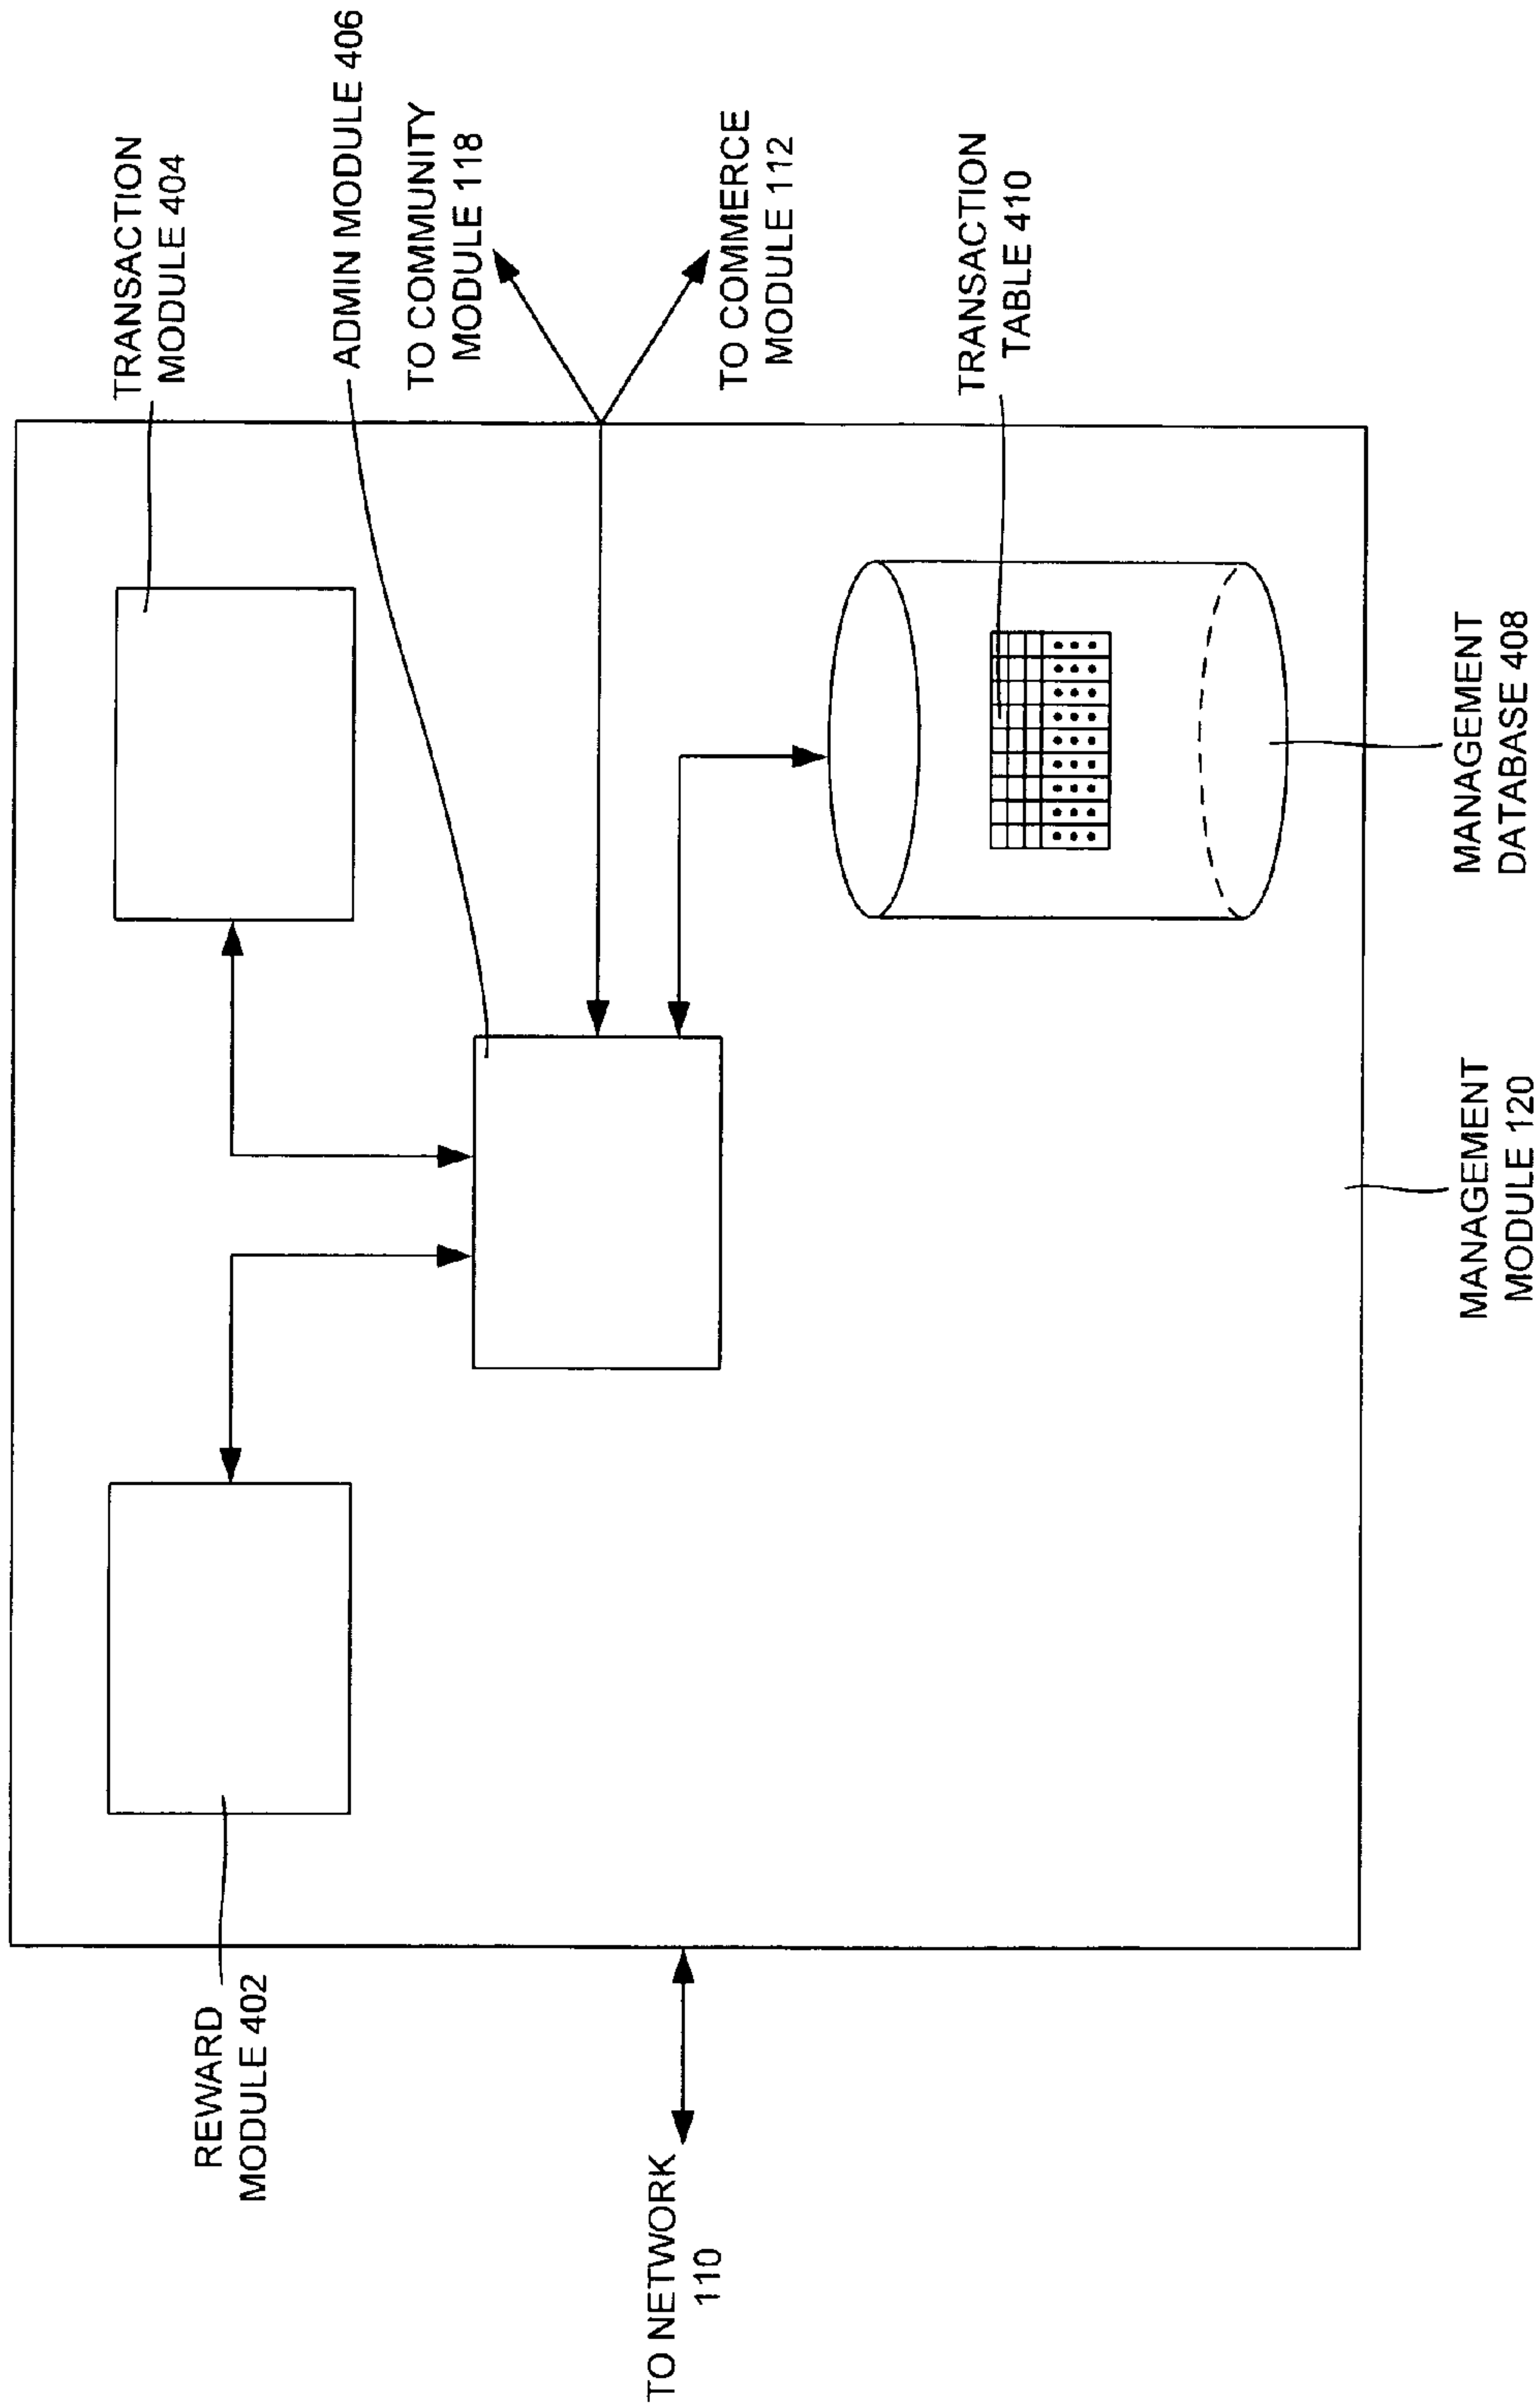 TRANSACTION
MODULE 404
ADMIN MODULE 406
TO COMMUNITY
MODULE 118
TO COMMERCE
MODULE 112
TRANSACTION
TABLE 410
MANAGEMENT
DATABASE 408
MANAGEMENT
MODULE 120
REWARD
MODULE 402
TO NETWORK
110